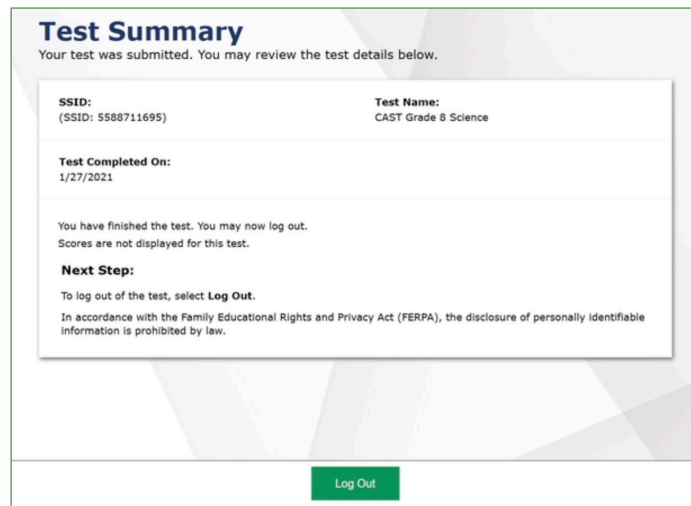 Test Summary
Your test was submitted. You may review the test details below.
SSID:
(SSID: 5588711695)
Test Name:
CAST Grade 8 Science
Test Completed On:
1/27/2021
You have finished the test. You may now log out.
Scores are not displayed for this test.
Next Step:
To log out of the test, select Log Out.
In accordance with the Family Educational Rights and Privacy Act (FERPA), the disclosure of personally identifiable
information is prohibited by law.
Log Out